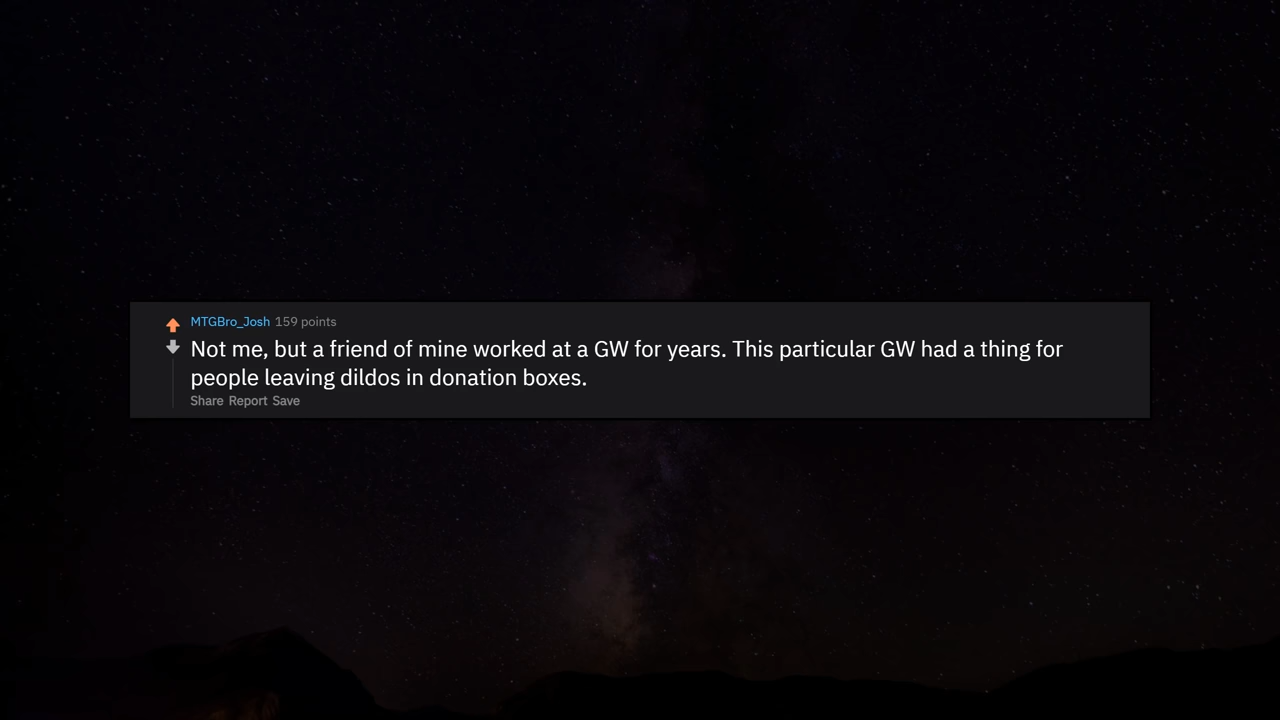 MTGBro_Josh 159 points
Not me, but a friend of mine worked at a GW for years. This particular GW had a thing for
people leaving dildos in donation boxes.
Share Report Save